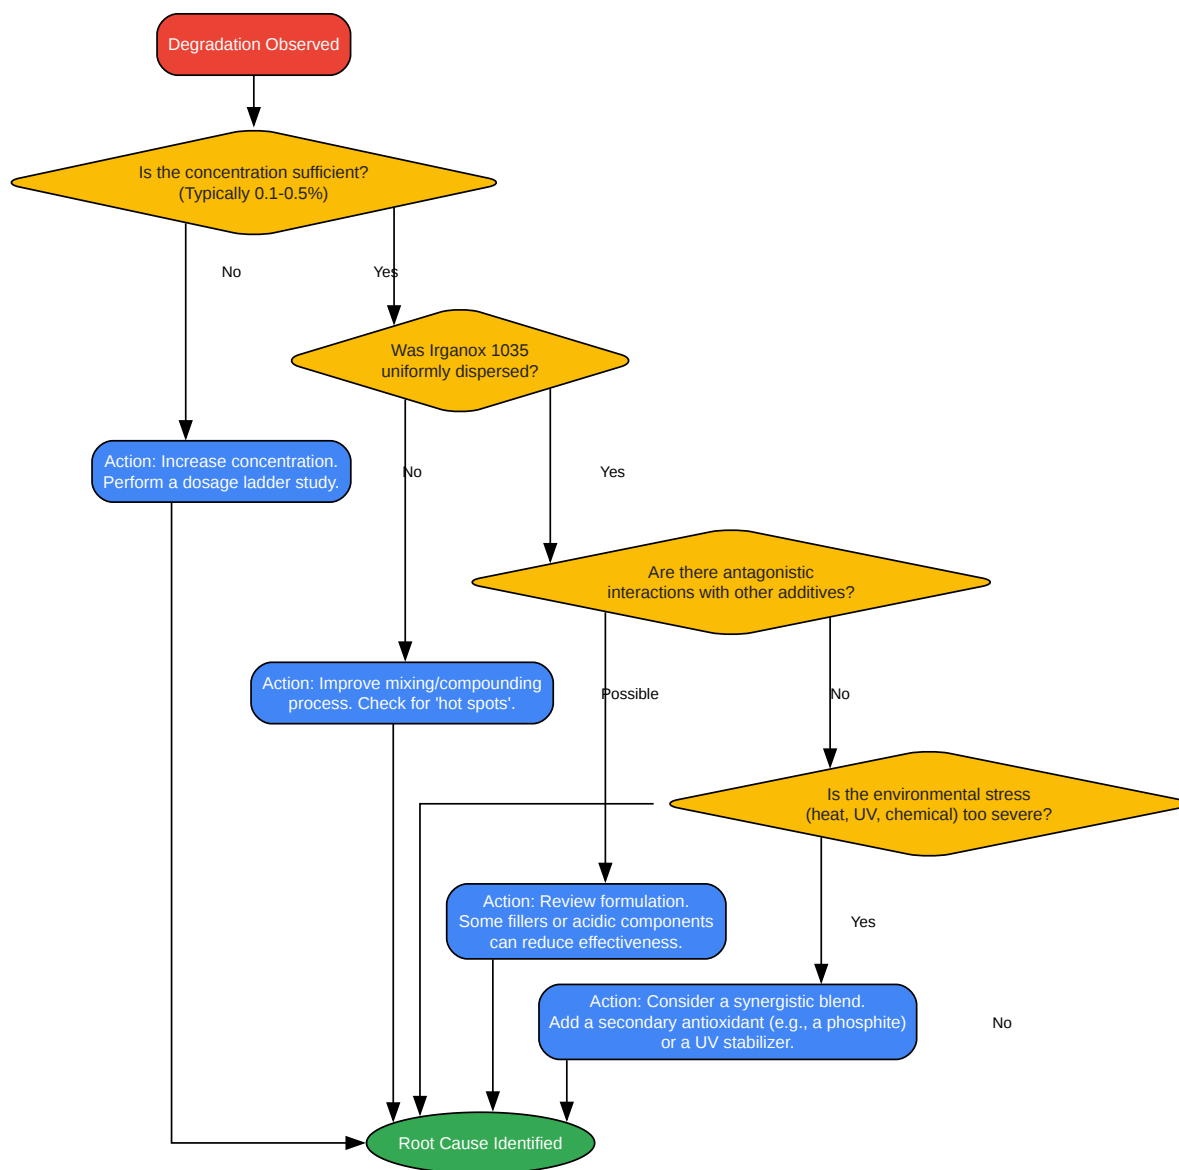 Degradation Observed
Is the concentration sufficient?
(Typically 0.1-0.5%)
No
Yes
Was Irganox 1035
uniformly dispersed?
Action: Increase concentration.
Perform a dosage ladder study.
No
Yes
Are there antagonistic
interactions with other additives?
Action: Improve mixing/compounding
process. Check for 'hot spots'.
Possible
No
Is the environmental stress
(heat, UV, chemical) too severe?
Action: Review formulation.
Some fillers or acidic components
can reduce effectiveness.
Yes
Action: Consider a synergistic blend.
Add a secondary antioxidant (e.g., a phosphite)
or a UV stabilizer.
No
Root Cause Identified